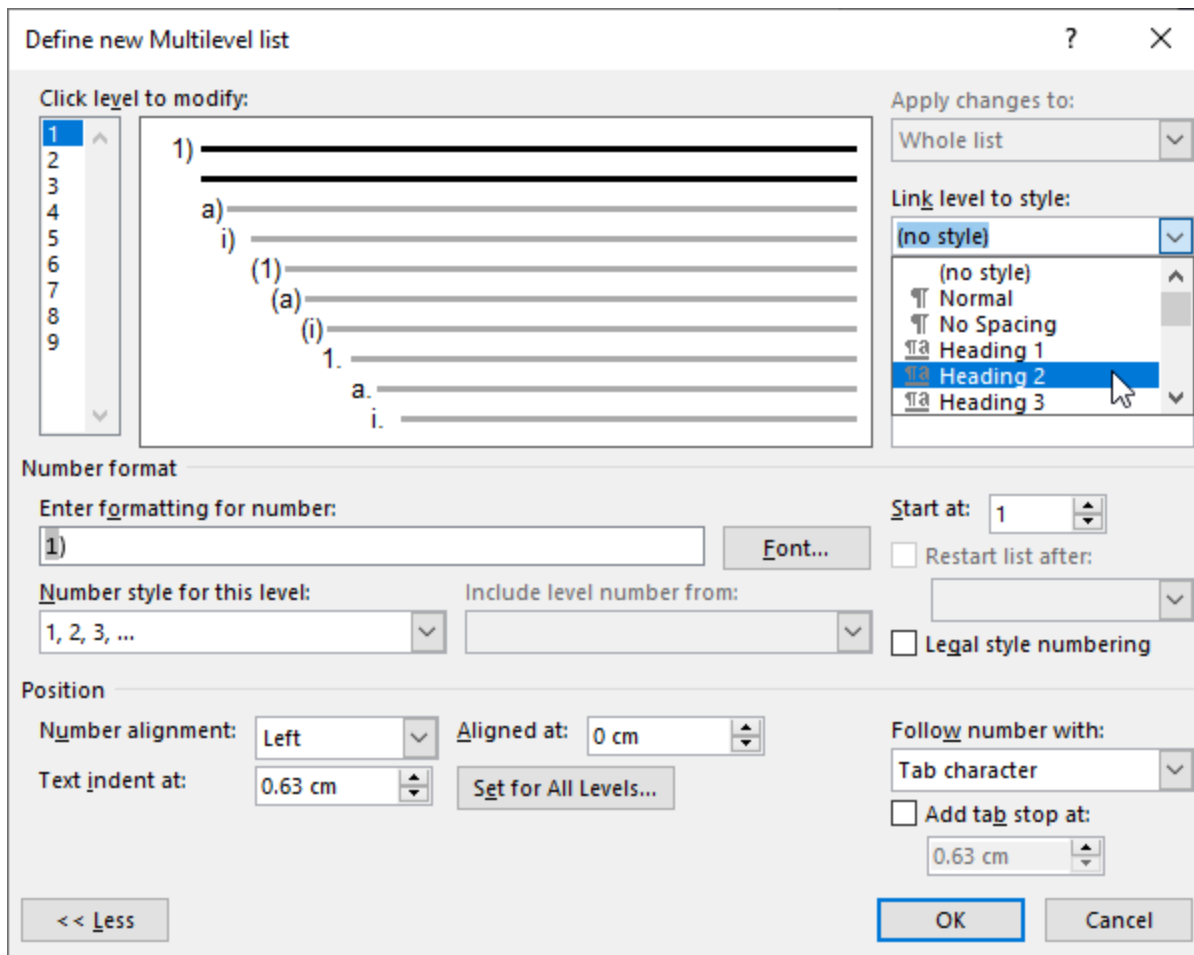 Define new Multilevel list
?
Click level to modify:
Apply changes to:
1
2
3
4
5
6
7
8
9
1)
a)
i)
(1)
(a)
(i)
1.
a.
i.
Whole list
Link level to style:
(no style)
(no style)
¶ Normal
¶ No Spacing
¶a Heading 1
¶a Heading 2
¶a Heading 3
Number format
Enter formatting for number:
1)
Font...
Start at:
1
Restart list after:
Number style for this level:
Include level number from:
1, 2, 3, ...
Legal style numbering
Position
Number alignment:
Left
Aligned at:
0 cm
Follow number with:
Text indent at:
0.63 cm
Set for All Levels...
Tab character
Add tab stop at:
0.63 cm
<< Less
OK
Cancel